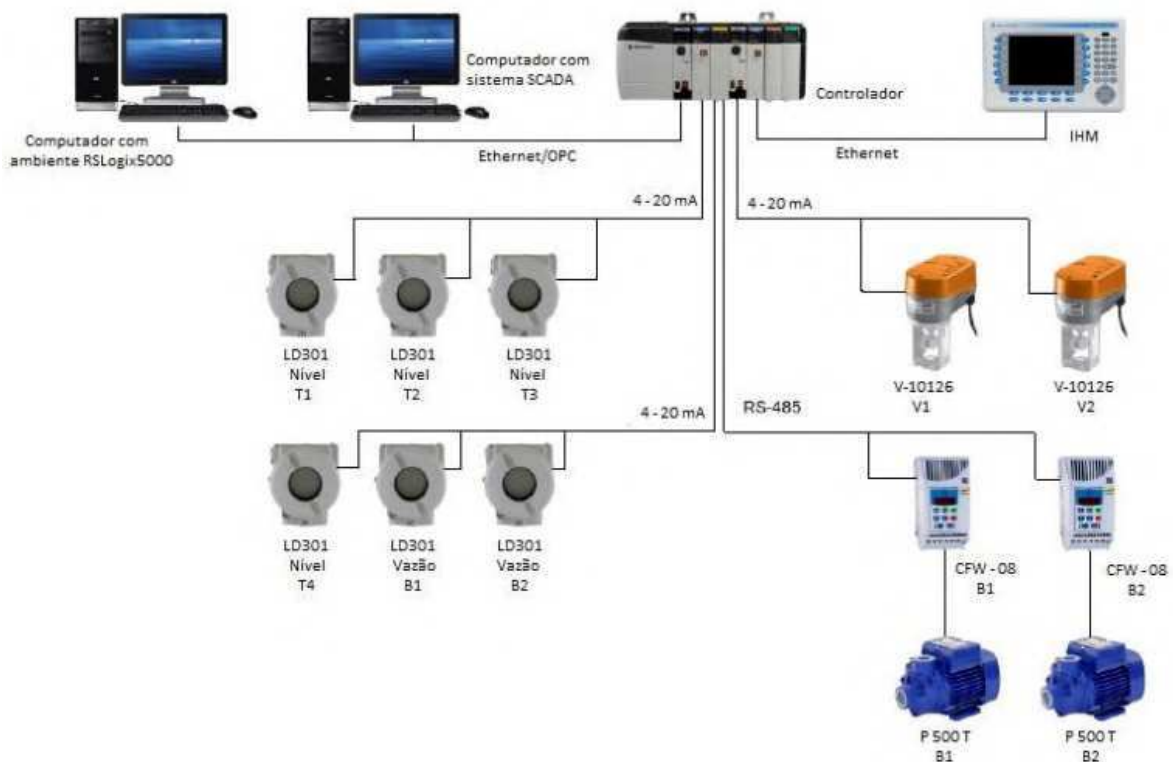 Computador com
sistema SCADA
Controlador
Computador com
ambiente RSLogix5000
Ethernet/OPC
Ethernet
IHM
4 - 20 mA
4 - 20 mA
LD301
Nível
T1
LD301
Nível
T2
LD301
Nível
T3
V-10126
V1
V-10126
V2
4 - 20 mA
RS-485
LD301
Nível
T4
LD301
Vazão
B1
LD301
Vazão
B2
CFW - 08
B1
CFW - 08
B2
P 500 T
B1
P 500 T
B2